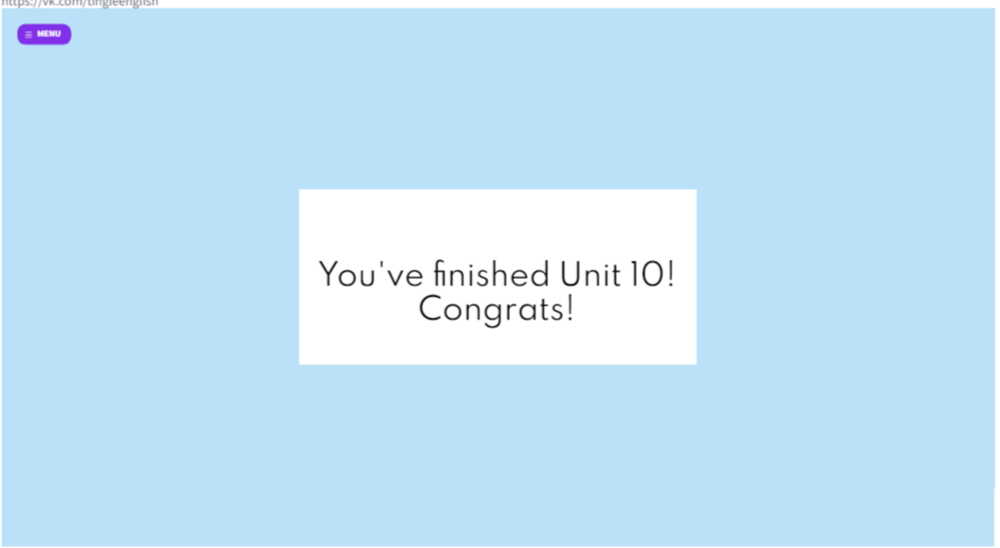 https://vk.com/tingleenglish
☰ MENU
You've finished Unit 10!
Congrats!